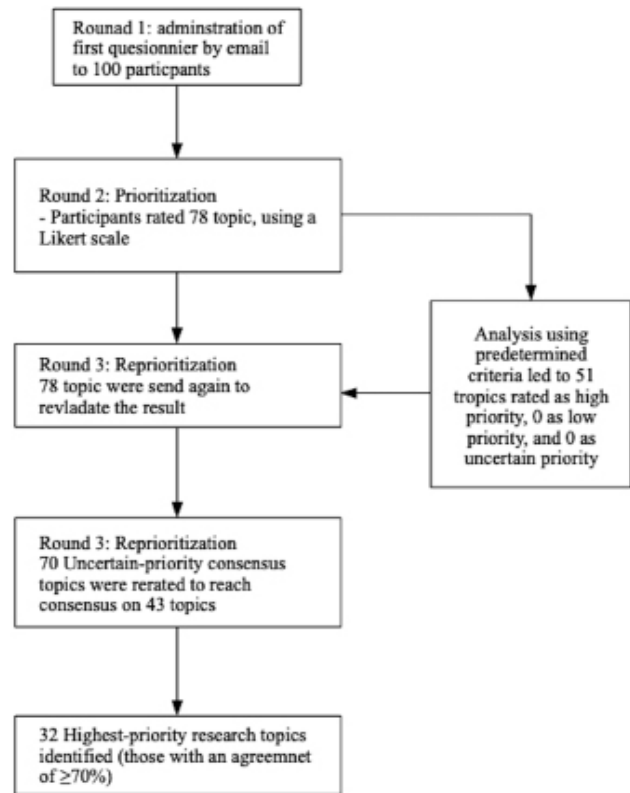 Rounad 1: adminstration of
first quesionnier by email
to 100 particpants
Round 2: Prioritization
- Participants rated 78 topic, using a
Likert scale
Analysis using
predetermined
criteria led to 51
tropics rated as high
priority, 0 as low
priority, and 0 as
uncertain priority
Round 3: Reprioritization
78 topic were send again to
revladate the result
Round 3: Reprioritization
70 Uncertain-priority consensus
topics were rerated to reach
consensus on 43 topics
32 Highest-priority research topics
identified (those with an agreemnet
of ≥70%)